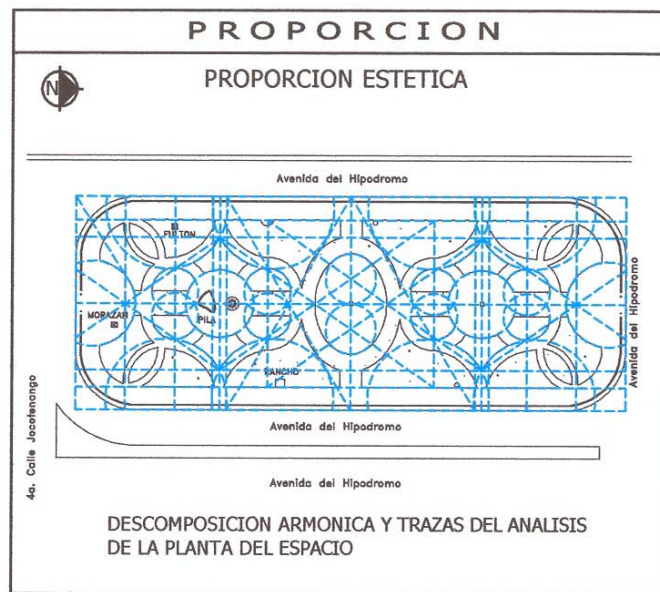 PROPORCION
PROPORCION ESTETICA
N
Avenida del Hipodromo
FULTON
MORAZAN
PILA
RANCHO
Avenida del Hipodromo
4a. Calle Jocotenango
Avenida del Hipodromo
Avenida del Hipodromo
DESCOMPOSICION ARMONICA Y TRAZAS DEL ANALISIS
DE LA PLANTA DEL ESPACIO